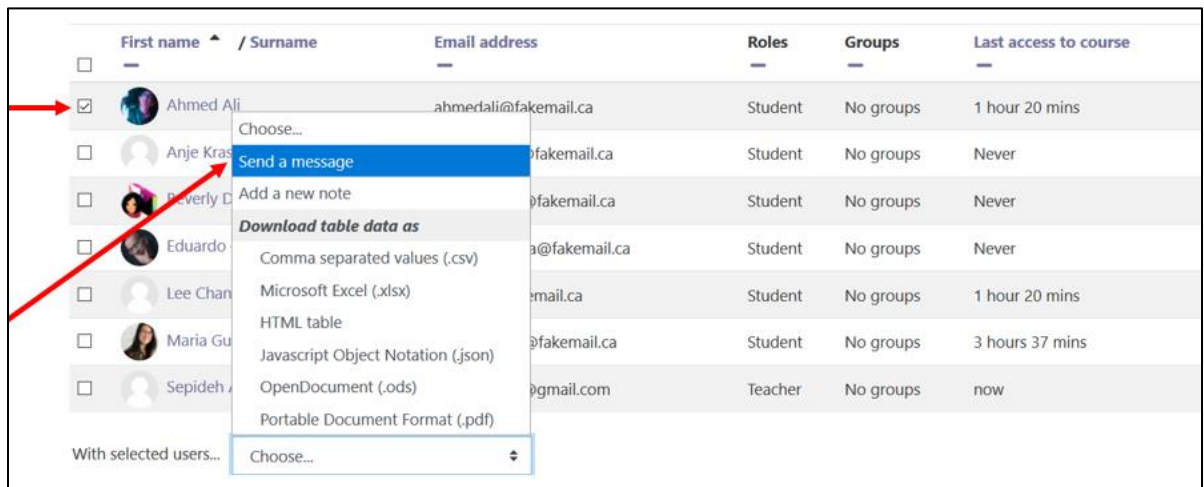 First name / Surname Email address Roles Groups Last access to course
Ahmed Ali ahmedali@fakemail.ca Student No groups 1 hour 20 mins
Choose...
Anje Kras fakemail.ca Student No groups Never
Send a message
Beverly D fakemail.ca Student No groups Never
Add a new note
Download table data as
Eduardo a@fakemail.ca Student No groups Never
Comma separated values (.csv)
Lee Chan email.ca Student No groups 1 hour 20 mins
Microsoft Excel (.xlsx)
HTML table
Maria Gu @fakemail.ca Student No groups 3 hours 37 mins
Javascript Object Notation (.json)
Sepideh @gmail.com Teacher No groups now
OpenDocument (.ods)
Portable Document Format (.pdf)
With selected users... Choose...